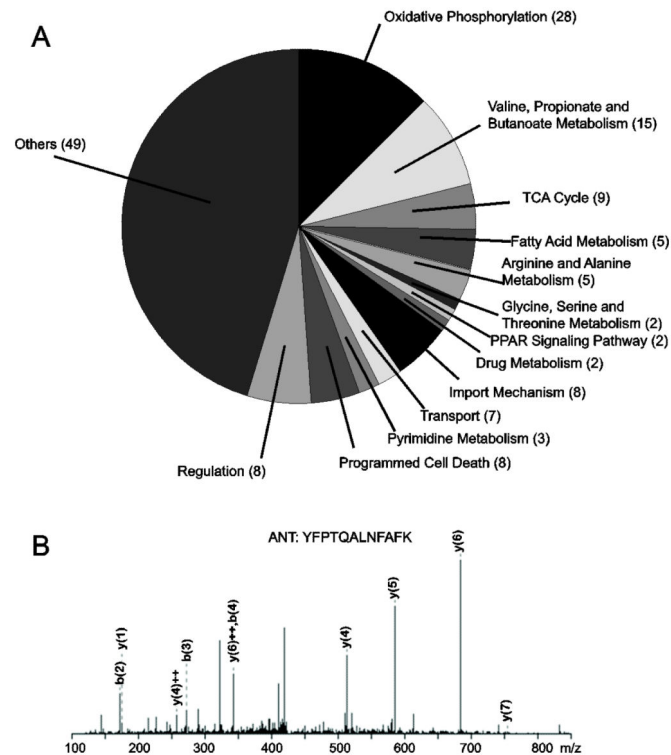 A
Oxidative Phosphorylation (28)
Valine, Propionate and
Butanoate Metabolism (15)
Others (49)
TCA Cycle (9)
Fatty Acid Metabolism (5)
Arginine and Alanine
Metabolism (5)
Glycine, Serine and
Threonine Metabolism (2)
PPAR Signaling Pathway (2)
Drug Metabolism (2)
Import Mechanism (8)
Transport (7)
Pyrimidine Metabolism (3)
Programmed Cell Death (8)
Regulation (8)
B
ANT: YFPTQALNFAFK
b(2)
y(1)
y(4)++
b(3)
y(6)++,b(4)
y(4)
y(5)
y(6)
y(7)
100 200 300 400 500 600 700 800 m/z